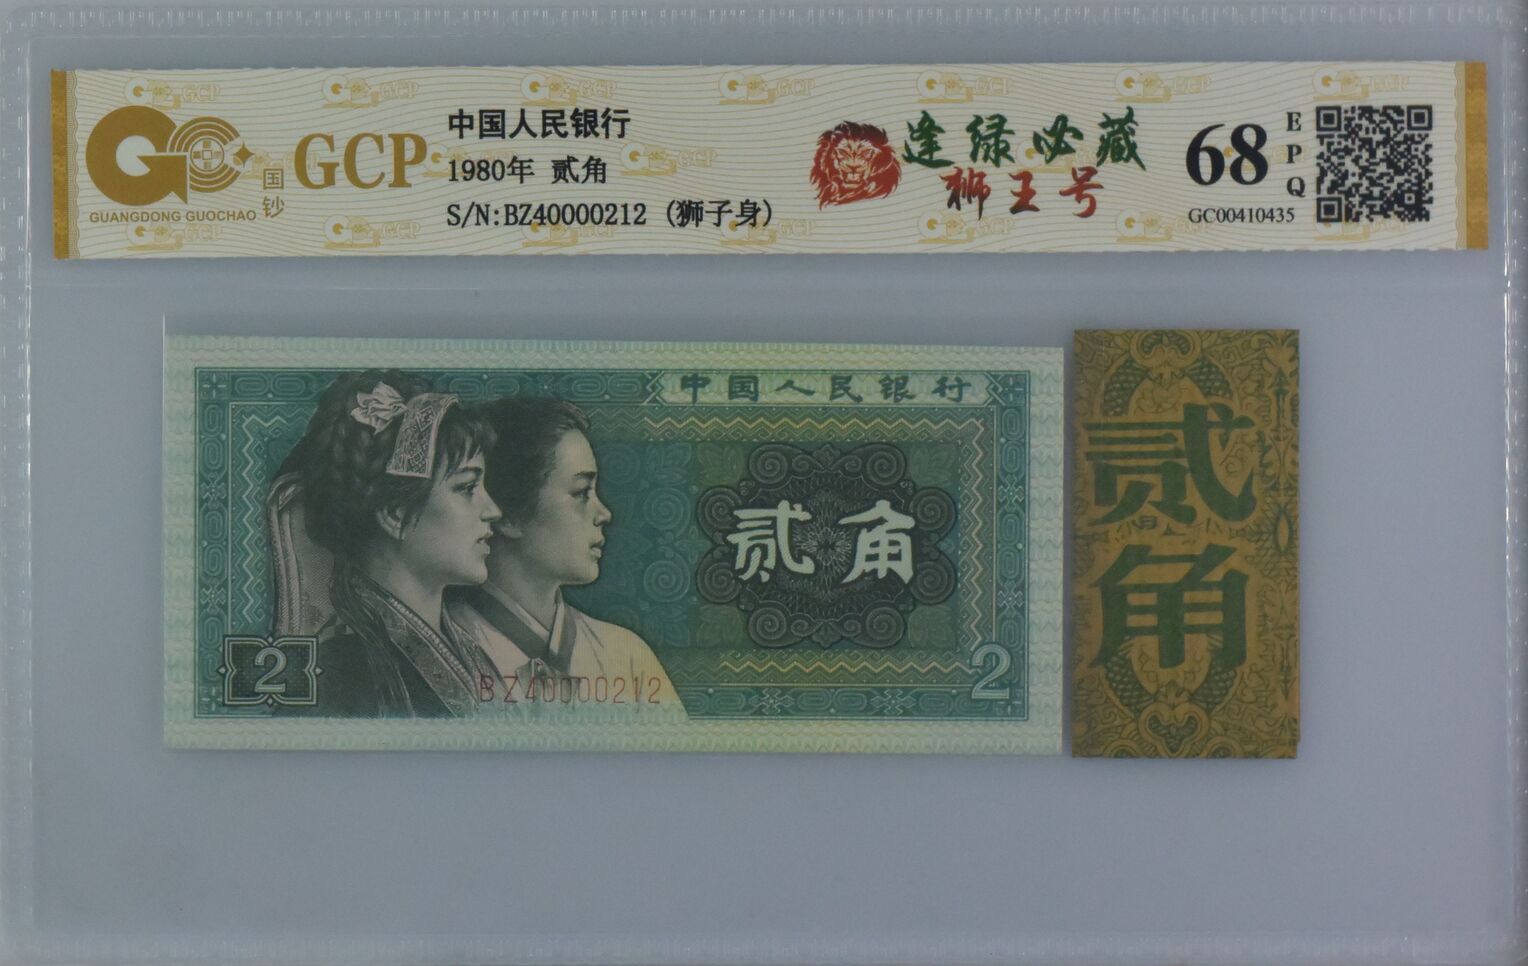 GUANGDONG GUOCHAO
国钞
GCP
中国人民银行
1980年 贰角
S/N:BZ40000212 (狮子身)
逢绿必藏
狮王号
68
EPQ
GC00410435
中国人民银行
贰角
2
BZ40000212
2
贰角